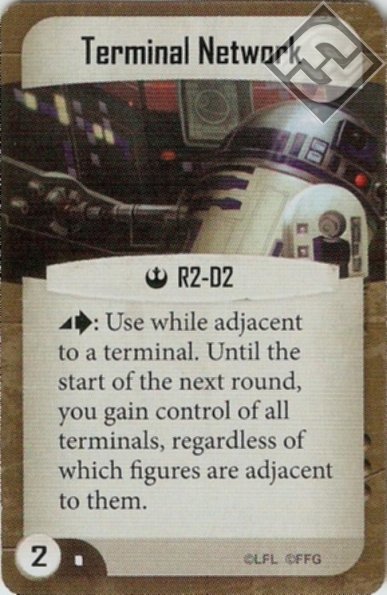 Terminal Network
R2-D2
: Use while adjacent
to a terminal. Until the
start of the next round,
you gain control of all
terminals, regardless of
which figures are adjacent
to them.
2
©LFL ©FFG